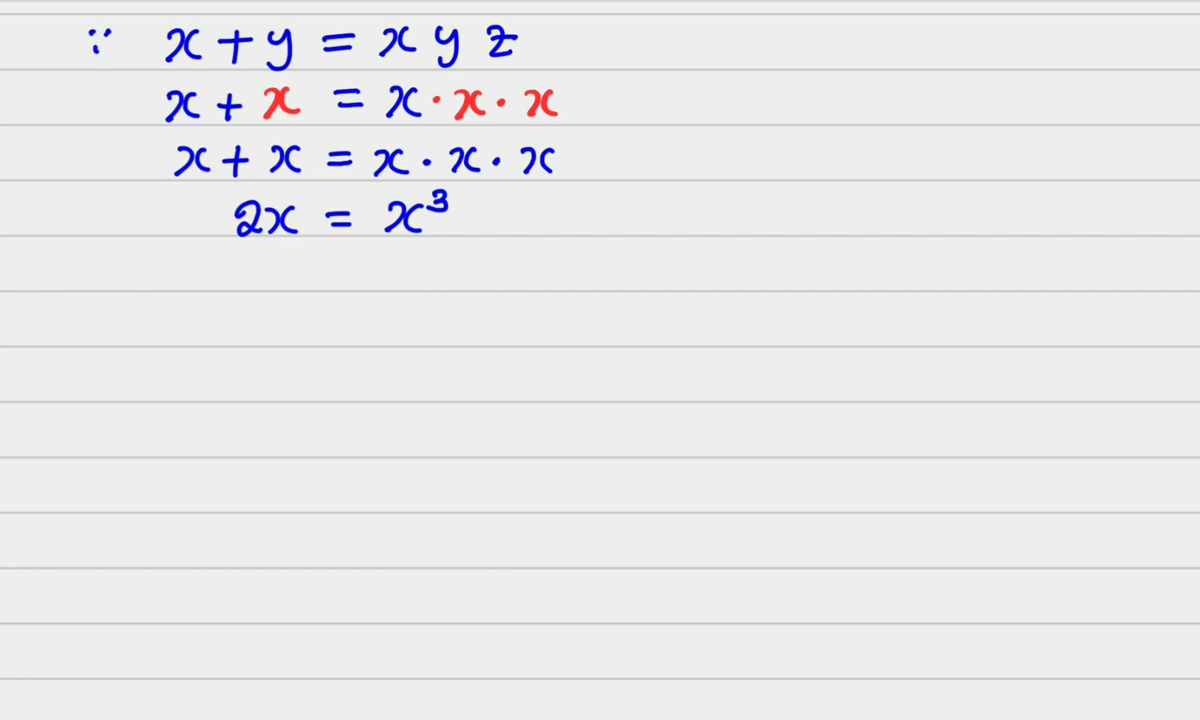 ∵ x + y = x y z
x + x = x · x · x
x + x = x · x · x
2x = x³